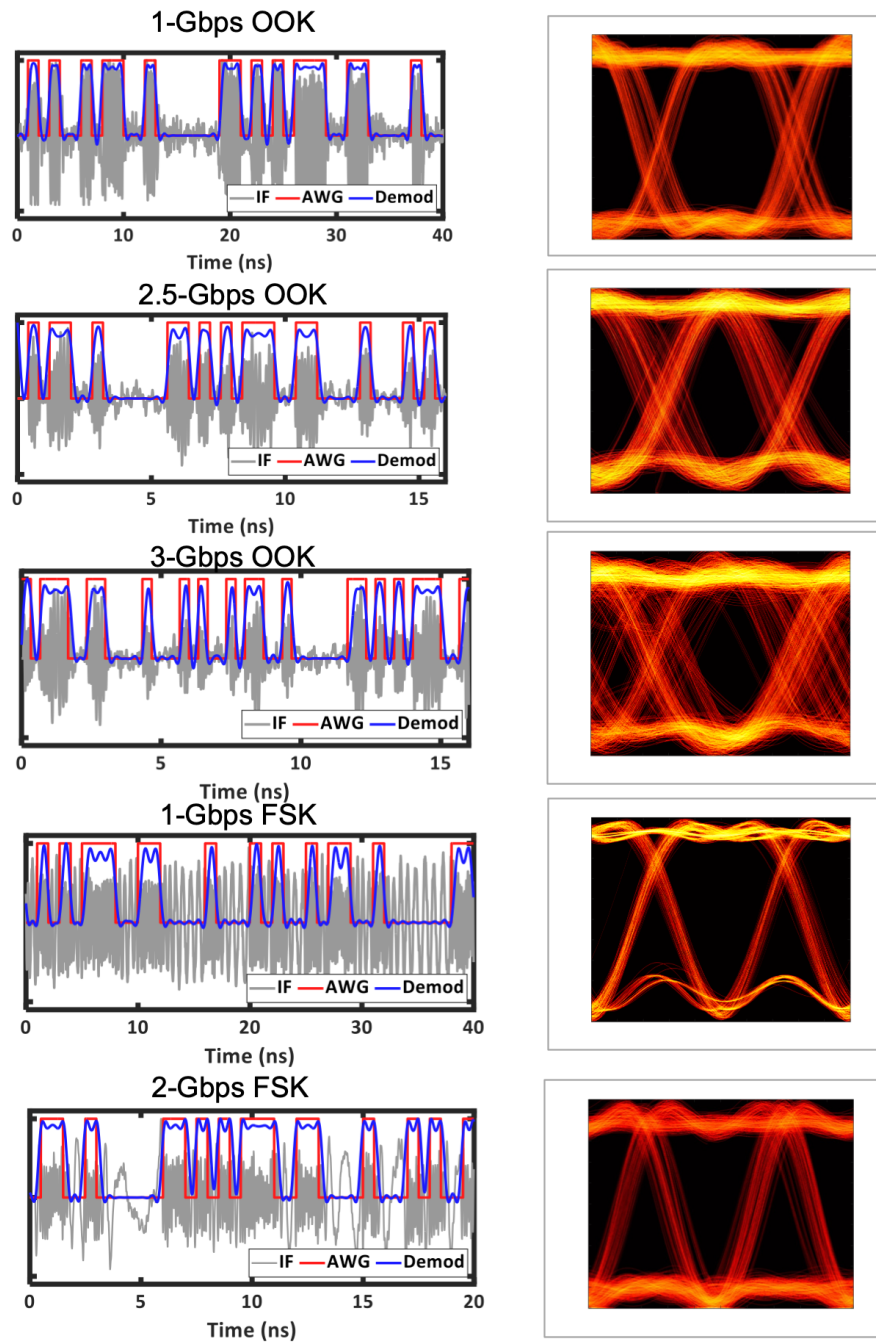 1-Gbps OOK
IF AWG Demod
0 10 20 30 40
Time (ns)
2.5-Gbps OOK
IF AWG Demod
0 5 10 15
Time (ns)
3-Gbps OOK
IF AWG Demod
0 5 10 15
Time (ns)
1-Gbps FSK
IF AWG Demod
0 10 20 30 40
Time (ns)
2-Gbps FSK
IF AWG Demod
0 5 10 15 20
Time (ns)